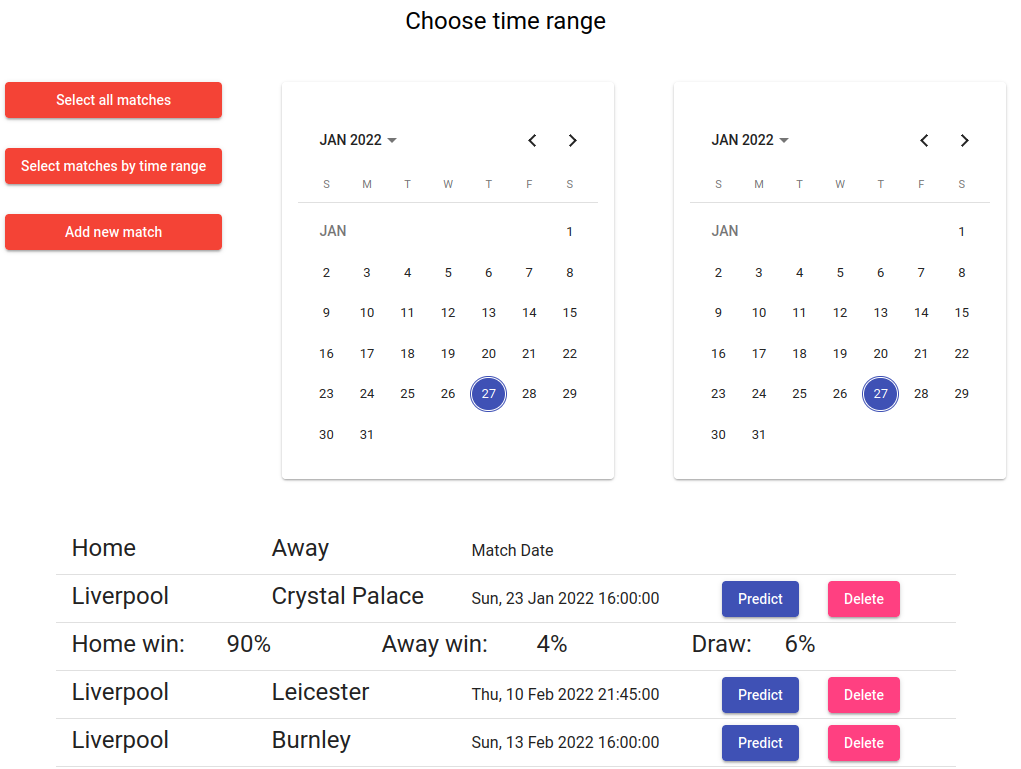 Choose time range
Select all matches
Select matches by time range
Add new match
JAN 2022
S M T W T F S
JAN 1
2 3 4 5 6 7 8
9 10 11 12 13 14 15
16 17 18 19 20 21 22
23 24 25 26 27 28 29
30 31
JAN 2022
S M T W T F S
JAN 1
2 3 4 5 6 7 8
9 10 11 12 13 14 15
16 17 18 19 20 21 22
23 24 25 26 27 28 29
30 31
Home Away Match Date
Liverpool Crystal Palace Sun, 23 Jan 2022 16:00:00 Predict Delete
Home win: 90% Away win: 4% Draw: 6%
Liverpool Leicester Thu, 10 Feb 2022 21:45:00 Predict Delete
Liverpool Burnley Sun, 13 Feb 2022 16:00:00 Predict Delete